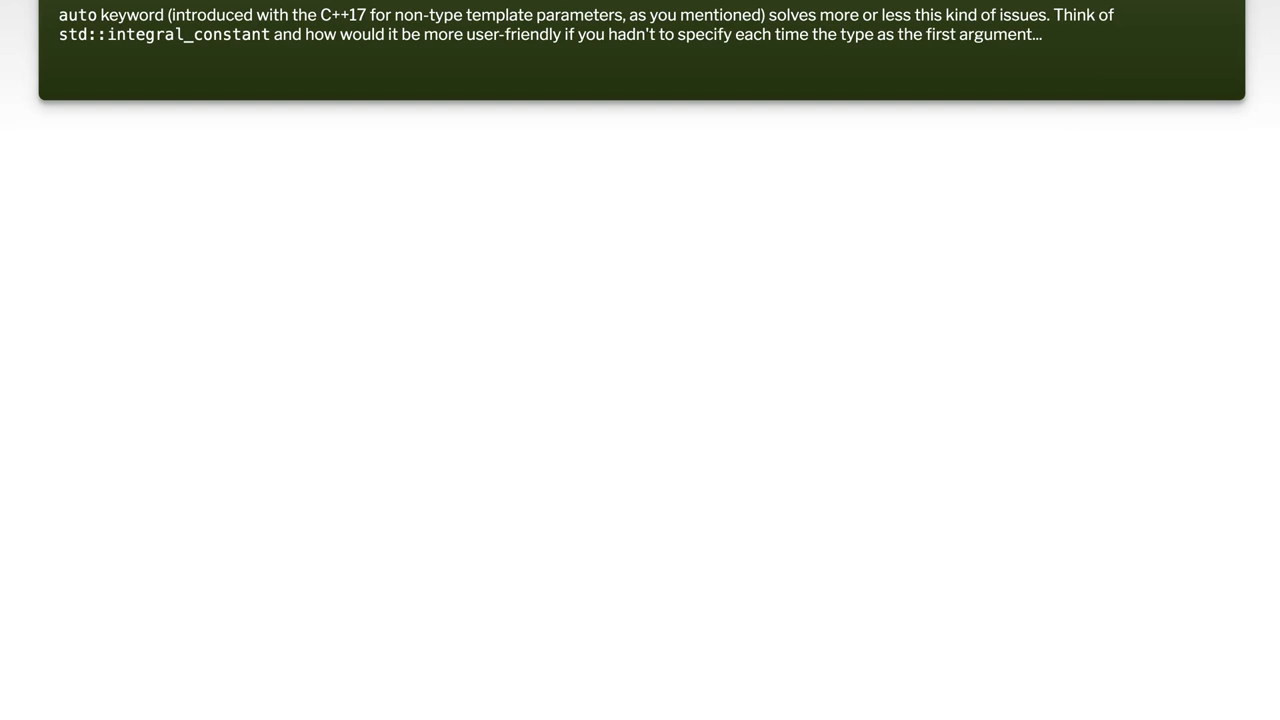 auto keyword (introduced with the C++17 for non-type template parameters, as you mentioned) solves more or less this kind of issues. Think of
std::integral_constant and how would it be more user-friendly if you hadn't to specify each time the type as the first argument...